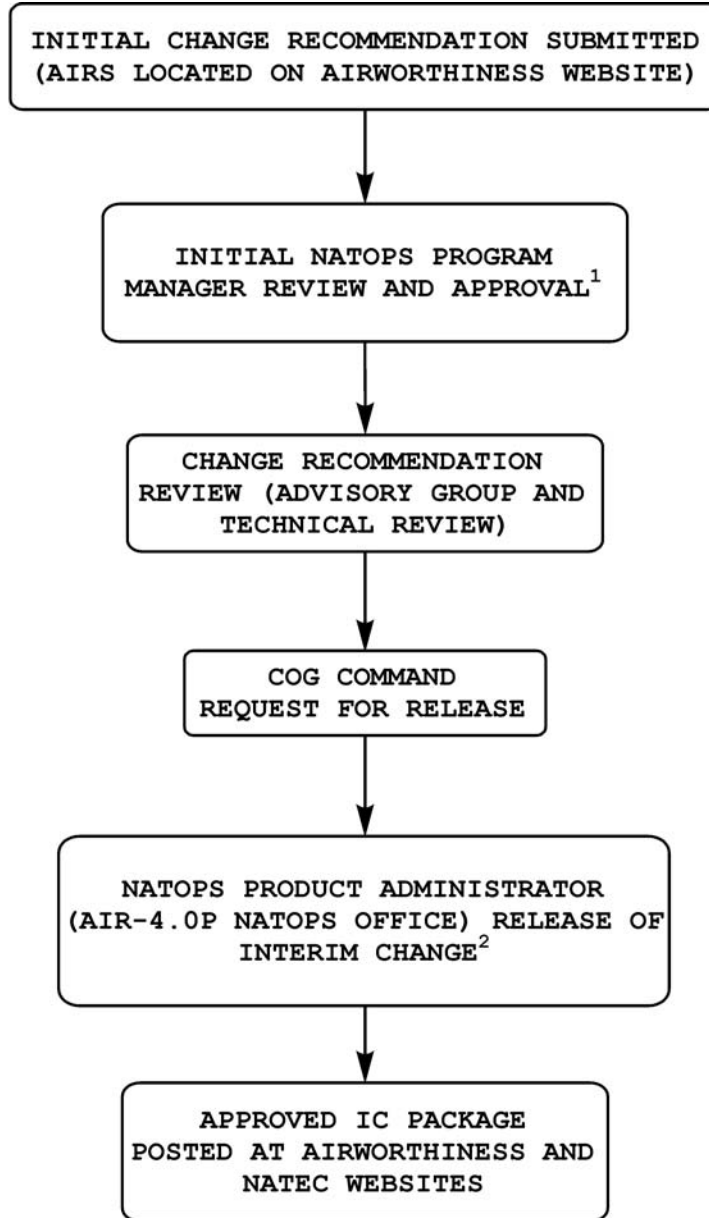 INITIAL CHANGE RECOMMENDATION SUBMITTED
(AIRS LOCATED ON AIRWORTHINESS WEBSITE)
INITIAL NATOPS PROGRAM
MANAGER REVIEW AND APPROVAL¹
CHANGE RECOMMENDATION
REVIEW (ADVISORY GROUP AND
TECHNICAL REVIEW)
COG COMMAND
REQUEST FOR RELEASE
NATOPS PRODUCT ADMINISTRATOR
(AIR-4.0P NATOPS OFFICE) RELEASE OF
INTERIM CHANGE²
APPROVED IC PACKAGE
POSTED AT AIRWORTHINESS AND
NATEC WEBSITES